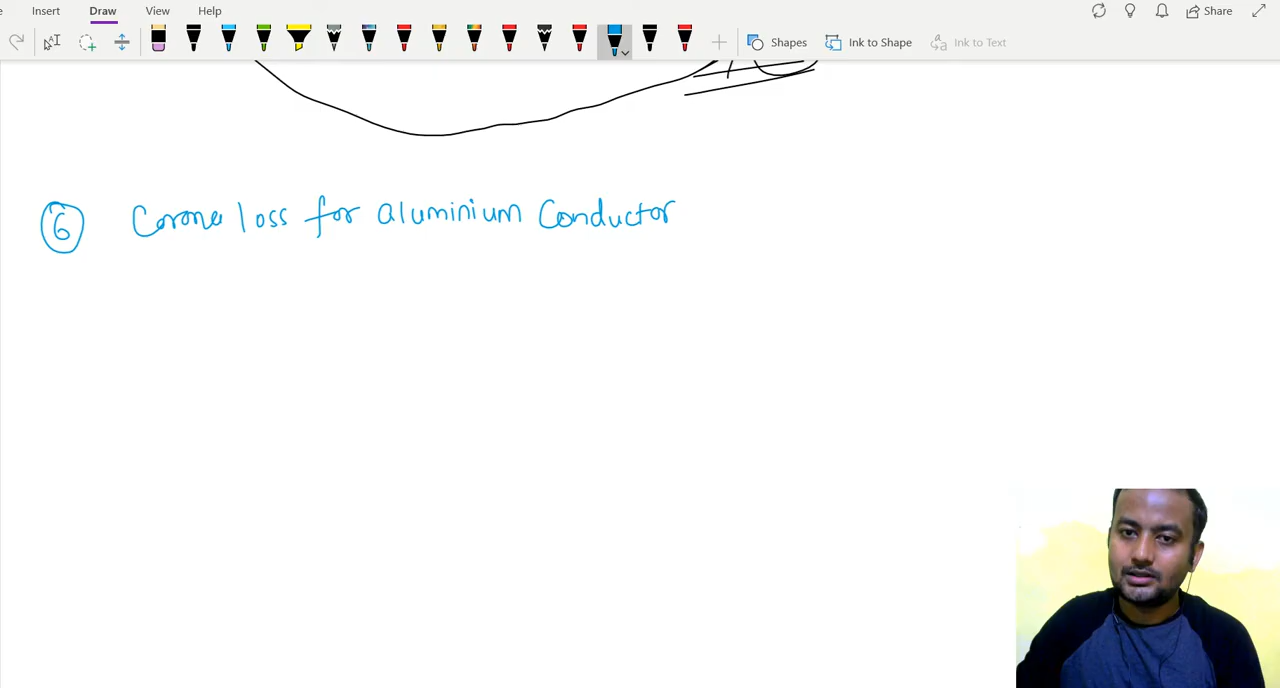 Insert Draw View Help Share
Shapes Ink to Shape Ink to Text
6 Corona loss for aluminium Conductor